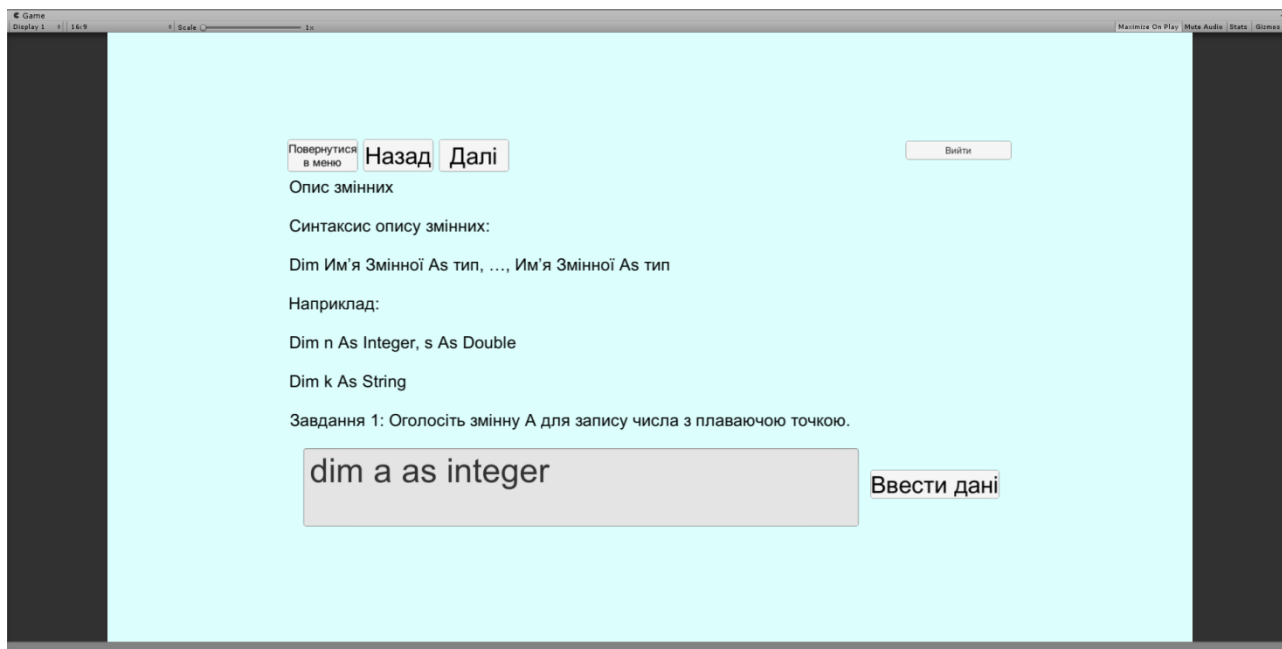 Game
Display 1 16:9 Scale 1x Maximize On Play Mute Audio Stats Gizmos
Повернутися
в меню
Назад
Далі
Вийти
Опис змінних
Синтаксис опису змінних:
Dim Им’я Змінної As тип, …, Им’я Змінної As тип
Наприклад:
Dim n As Integer, s As Double
Dim k As String
Завдання 1: Оголосіть змінну А для запису числа з плаваючою точкою.
dim a as integer
Ввести дані